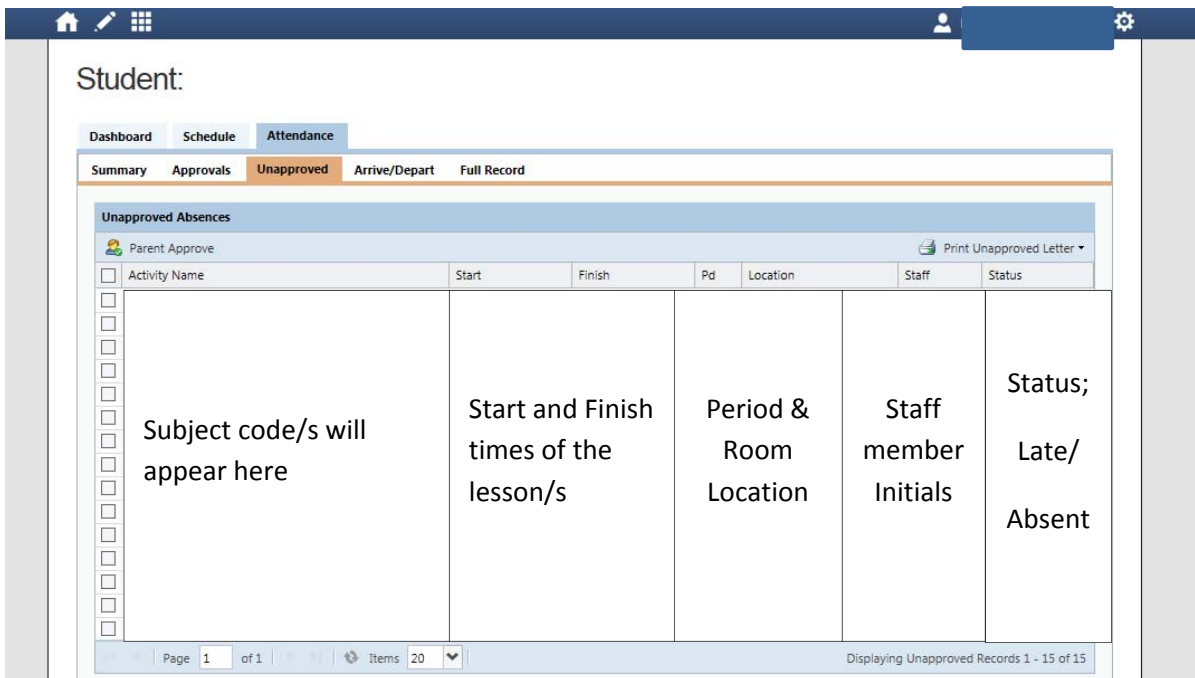 Student:
Dashboard Schedule Attendance
Summary Approvals Unapproved Arrive/Depart Full Record
Unapproved Absences
Parent Approve Print Unapproved Letter
Activity Name Start Finish Pd Location Staff Status
Subject code/s will
appear here
Start and Finish
times of the
lesson/s
Period &
Room
Location
Staff
member
Initials
Status;
Late/
Absent
Page 1 of 1 Items 20 Displaying Unapproved Records 1 - 15 of 15